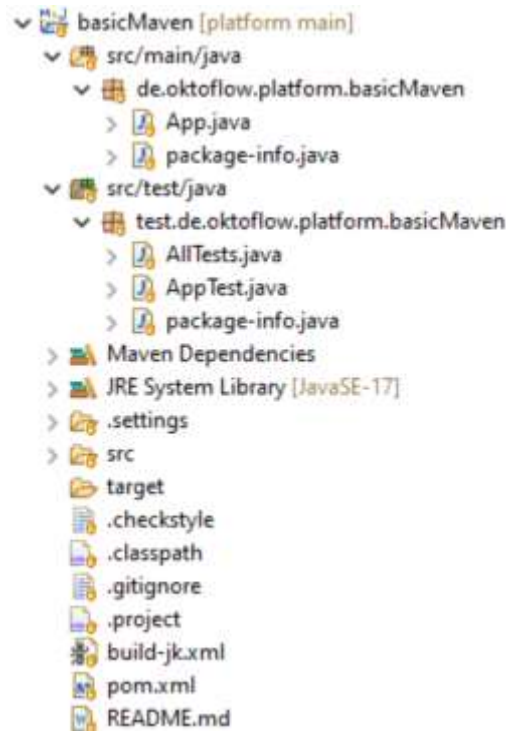 basicMaven [platform main]
src/main/java
de.oktoflow.platform.basicMaven
App.java
package-info.java
src/test/java
test.de.oktoflow.platform.basicMaven
AllTests.java
AppTest.java
package-info.java
Maven Dependencies
JRE System Library [JavaSE-17]
.settings
src
target
.checkstyle
.classpath
.gitignore
.project
build-jk.xml
pom.xml
README.md